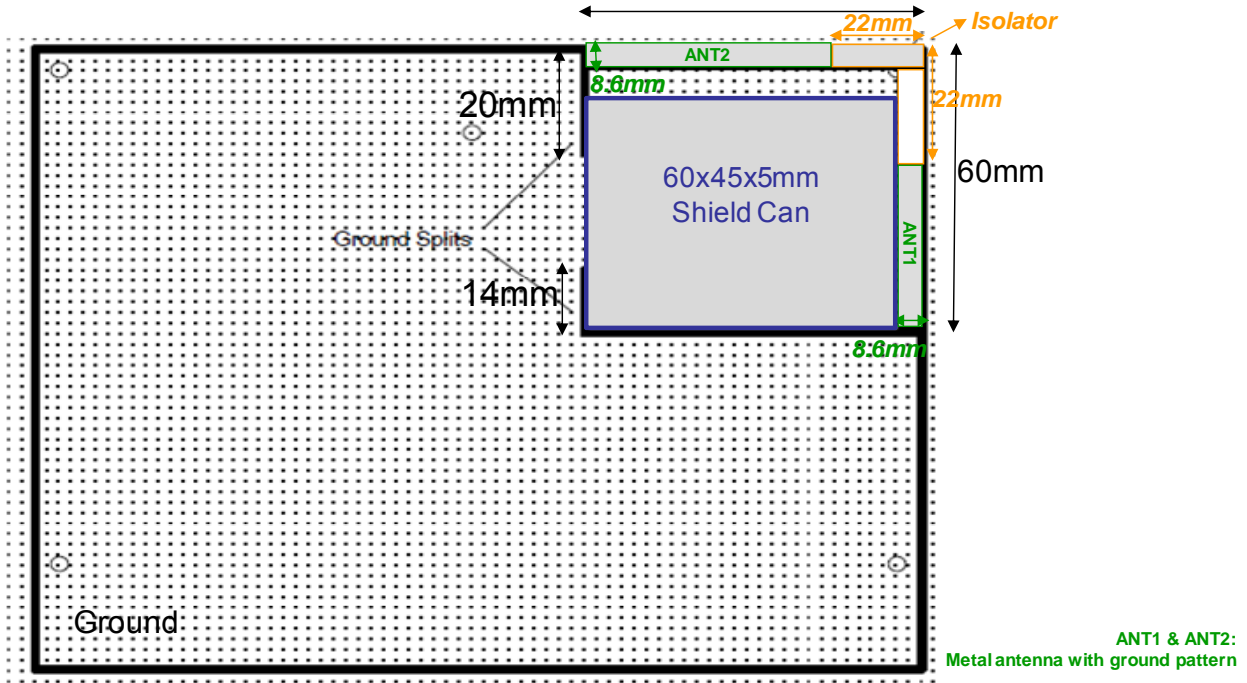 22mm
Isolator
ANT2
8.6mm
20mm
22mm
60x45x5mm
Shield Can
60mm
ANT1
Ground Splits
14mm
8.6mm
Ground
ANT1 & ANT2:
Metal antenna with ground pattern